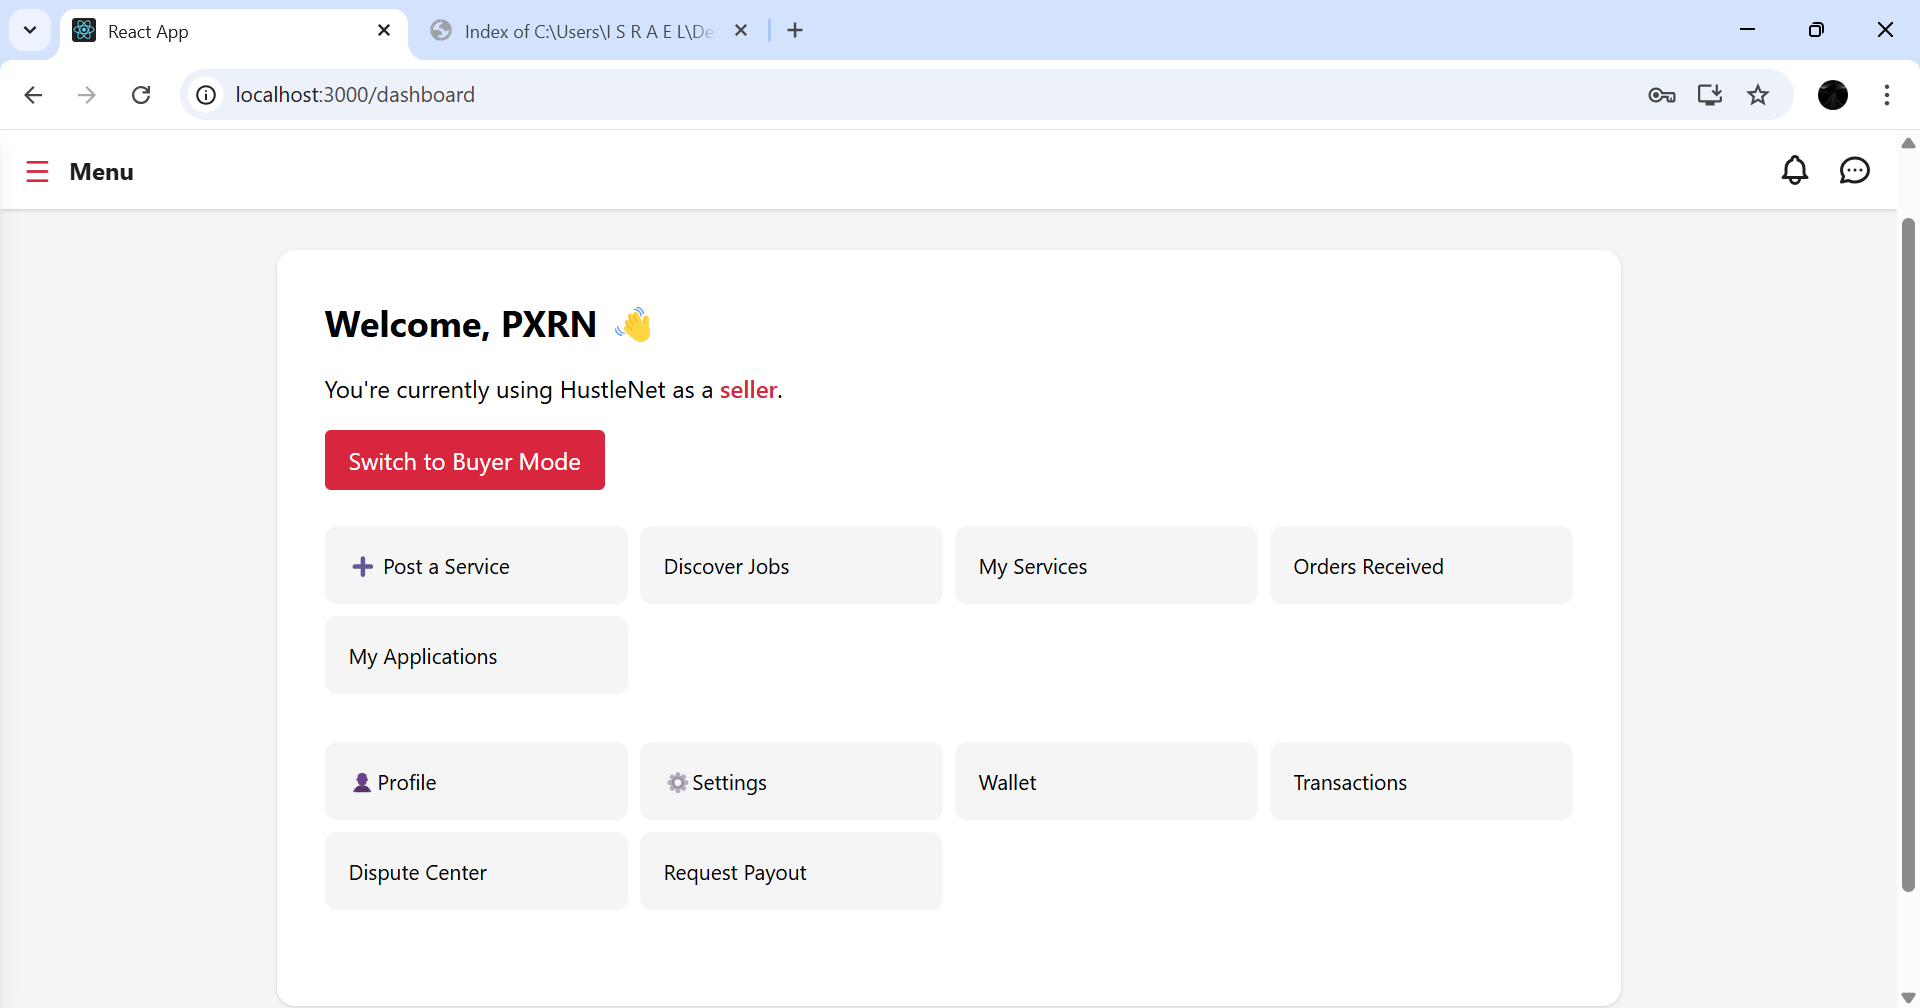 React App
Index of C:\Users\I S R A E L\De
localhost:3000/dashboard
Menu
Welcome, PXRN 👋
You're currently using HustleNet as a seller.
Switch to Buyer Mode
➕ Post a Service
Discover Jobs
My Services
Orders Received
My Applications
👤 Profile
⚙️ Settings
Wallet
Transactions
Dispute Center
Request Payout